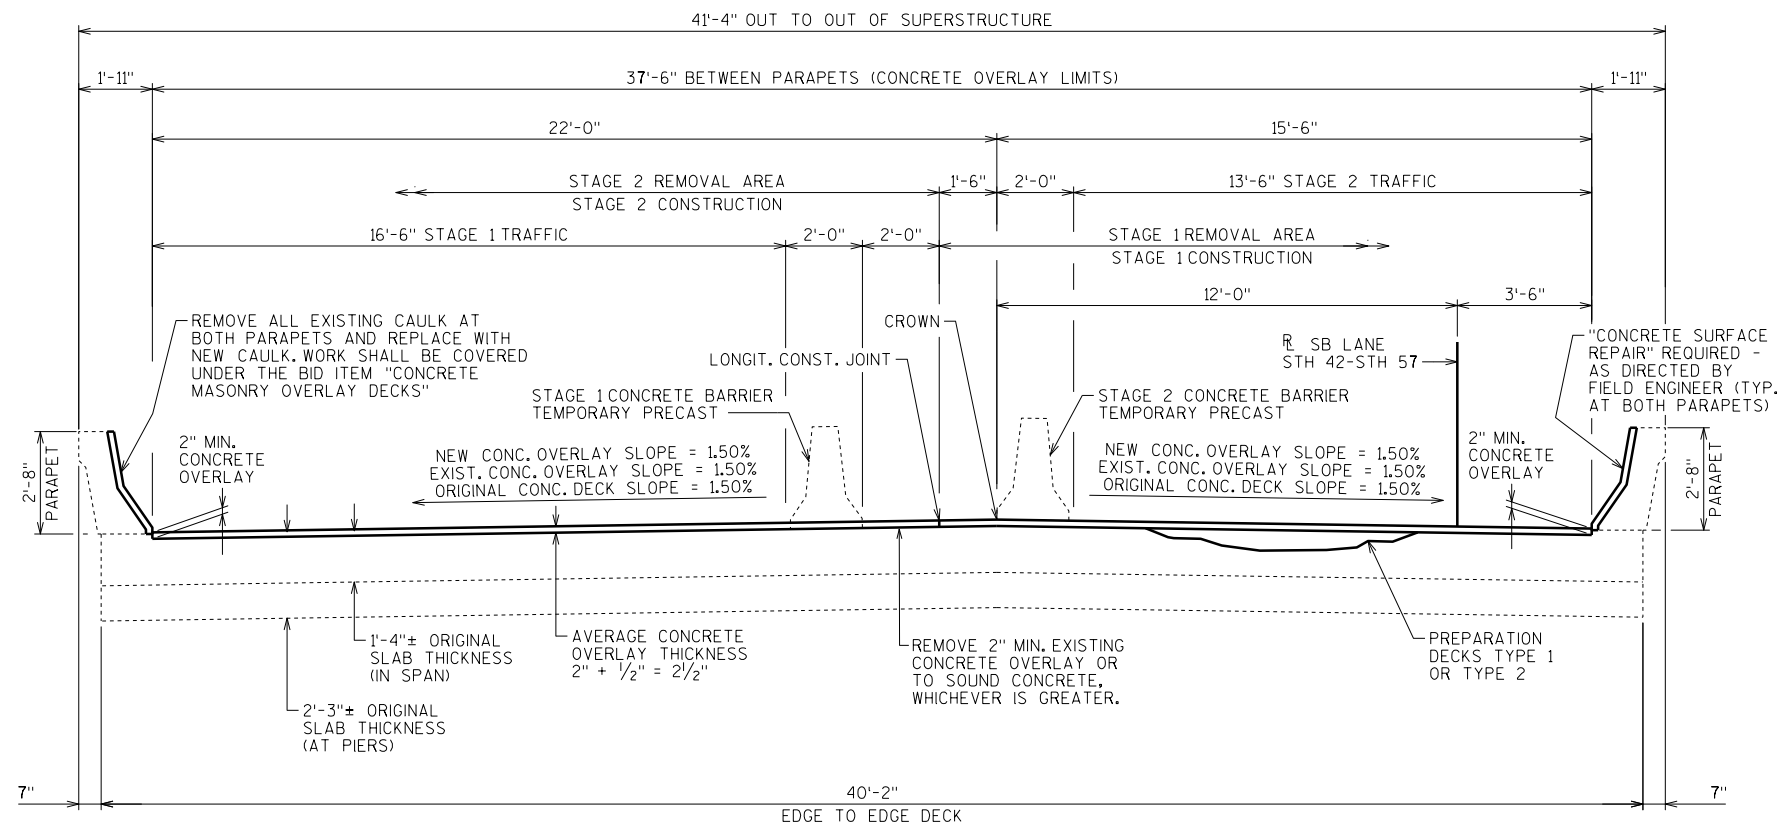 41'-4" OUT TO OUT OF SUPERSTRUCTURE
1'-11"
37'-6" BETWEEN PARAPETS (CONCRETE OVERLAY LIMITS)
1'-11"
22'-0"
15'-6"
STAGE 2 REMOVAL AREA
STAGE 2 CONSTRUCTION
1'-6"
2'-0"
13'-6" STAGE 2 TRAFFIC
16'-6" STAGE 1 TRAFFIC
2'-0"
2'-0"
STAGE 1 REMOVAL AREA
STAGE 1 CONSTRUCTION
12'-0"
3'-6"
REMOVE ALL EXISTING CAULK AT
BOTH PARAPETS AND REPLACE WITH
NEW CAULK. WORK SHALL BE COVERED
UNDER THE BID ITEM "CONCRETE
MASONRY OVERLAY DECKS"
CROWN
LONGIT. CONST. JOINT
℟ SB LANE
STH 42-STH 57
"CONCRETE SURFACE
REPAIR" REQUIRED -
AS DIRECTED BY
FIELD ENGINEER (TYP.
AT BOTH PARAPETS)
STAGE 1 CONCRETE BARRIER
TEMPORARY PRECAST
STAGE 2 CONCRETE BARRIER
TEMPORARY PRECAST
2'-8"
PARAPET
2" MIN.
CONCRETE
OVERLAY
NEW CONC. OVERLAY SLOPE = 1.50%
EXIST. CONC. OVERLAY SLOPE = 1.50%
ORIGINAL CONC. DECK SLOPE = 1.50%
NEW CONC. OVERLAY SLOPE = 1.50%
EXIST. CONC. OVERLAY SLOPE = 1.50%
ORIGINAL CONC. DECK SLOPE = 1.50%
2" MIN.
CONCRETE
OVERLAY
2'-8"
PARAPET
1'-4"± ORIGINAL
SLAB THICKNESS
(IN SPAN)
AVERAGE CONCRETE
OVERLAY THICKNESS
2" + 1/2" = 2 1/2"
REMOVE 2" MIN. EXISTING
CONCRETE OVERLAY OR
TO SOUND CONCRETE,
WHICHEVER IS GREATER.
PREPARATION
DECKS TYPE 1
OR TYPE 2
2'-3"± ORIGINAL
SLAB THICKNESS
(AT PIERS)
7"
40'-2"
EDGE TO EDGE DECK
7"